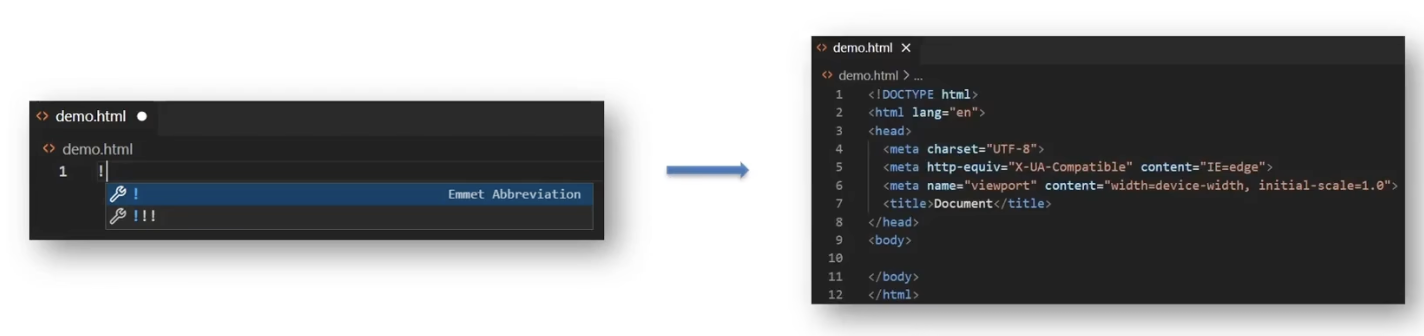 demo.html
demo.html
1 !
! Emmet Abbreviation
!!!
demo.html
demo.html > ...
1 <!DOCTYPE html>
2 <html lang="en">
3 <head>
4 <meta charset="UTF-8">
5 <meta http-equiv="X-UA-Compatible" content="IE=edge">
6 <meta name="viewport" content="width=device-width, initial-scale=1.0">
7 <title>Document</title>
8 </head>
9 <body>
10
11 </body>
12 </html>